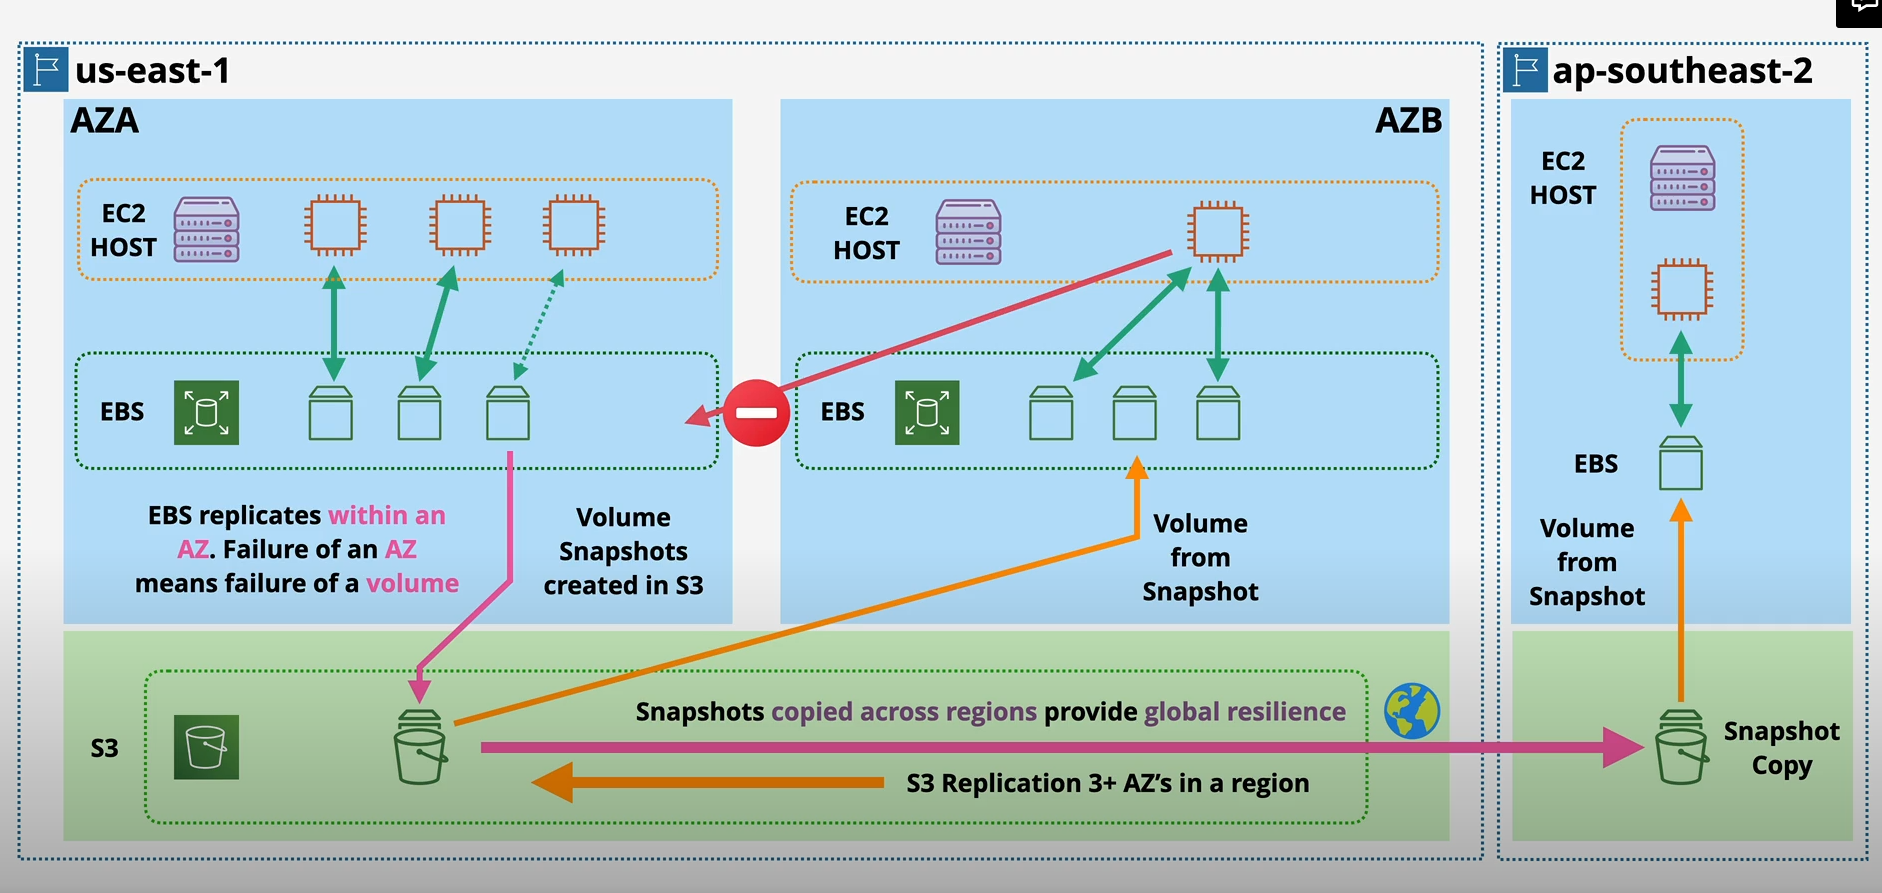 us-east-1
ap-southeast-2
AZA
AZB
EC2
HOST
EC2
HOST
EC2
HOST
EBS
EBS
EBS
EBS replicates within an
AZ. Failure of an AZ
means failure of a volume
Volume
Snapshots
created in S3
Volume
from
Snapshot
Volume
from
Snapshot
S3
Snapshots copied across regions provide global resilience
S3 Replication 3+ AZ's in a region
Snapshot
Copy